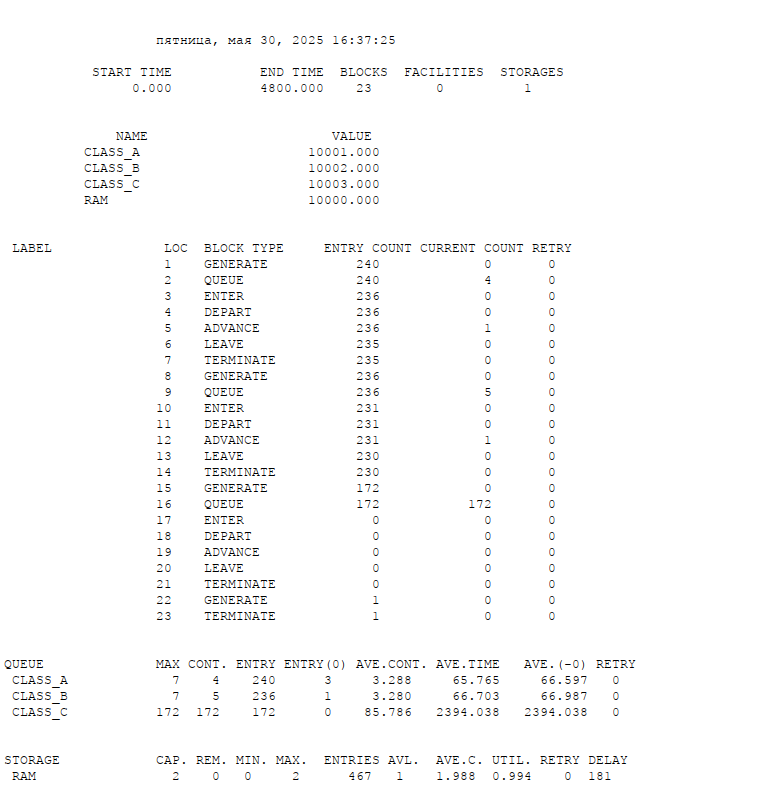 пятница, мая 30, 2025 16:37:25
START TIME END TIME BLOCKS FACILITIES STORAGES
0.000 4800.000 23 0 1
NAME VALUE
CLASS_A 10001.000
CLASS_B 10002.000
CLASS_C 10003.000
RAM 10000.000
LABEL LOC BLOCK TYPE ENTRY COUNT CURRENT COUNT RETRY
1 GENERATE 240 0 0
2 QUEUE 240 4 0
3 ENTER 236 0 0
4 DEPART 236 0 0
5 ADVANCE 236 1 0
6 LEAVE 235 0 0
7 TERMINATE 235 0 0
8 GENERATE 236 0 0
9 QUEUE 236 5 0
10 ENTER 231 0 0
11 DEPART 231 0 0
12 ADVANCE 231 1 0
13 LEAVE 230 0 0
14 TERMINATE 230 0 0
15 GENERATE 172 0 0
16 QUEUE 172 172 0
17 ENTER 0 0 0
18 DEPART 0 0 0
19 ADVANCE 0 0 0
20 LEAVE 0 0 0
21 TERMINATE 0 0 0
22 GENERATE 1 0 0
23 TERMINATE 1 0 0
QUEUE MAX CONT. ENTRY ENTRY(0) AVE.CONT. AVE.TIME AVE.(-0) RETRY
CLASS_A 7 4 240 3 3.288 65.765 66.597 0
CLASS_B 7 5 236 1 3.280 66.703 66.987 0
CLASS_C 172 172 172 0 85.786 2394.038 2394.038 0
STORAGE CAP. REM. MIN. MAX. ENTRIES AVL. AVE.C. UTIL. RETRY DELAY
RAM 2 0 0 2 467 1 1.988 0.994 0 181